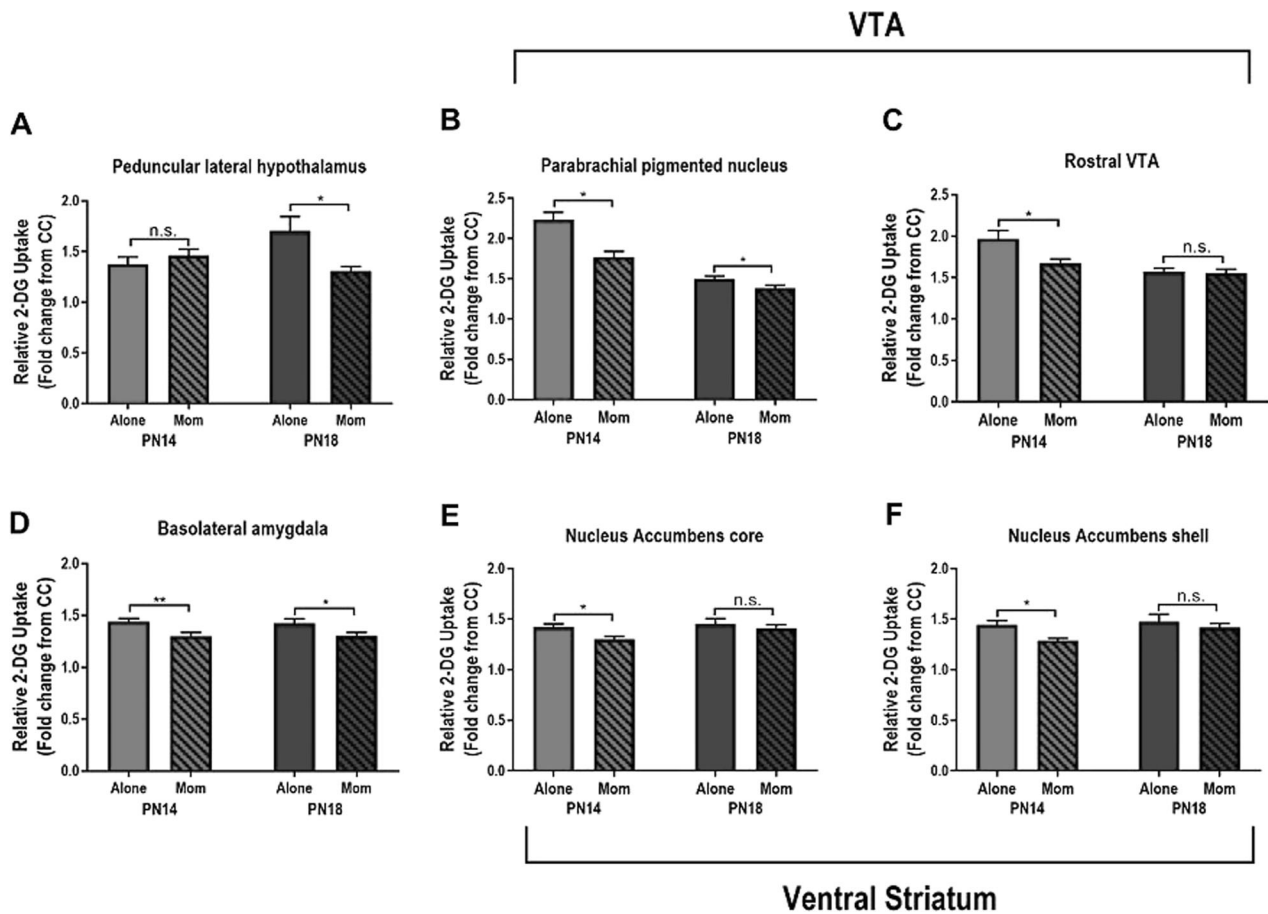 VTA
A
Peduncular lateral hypothalamus
Relative 2-DG Uptake
(Fold change from CC)
2.0
1.5
1.0
0.5
0.0
n.s.
*
Alone Mom Alone Mom
PN14 PN18
B
Parabrachial pigmented nucleus
Relative 2-DG Uptake
(Fold change from CC)
2.5
2.0
1.5
1.0
0.5
0.0
*
*
Alone Mom Alone Mom
PN14 PN18
C
Rostral VTA
Relative 2-DG Uptake
(Fold change from CC)
2.5
2.0
1.5
1.0
0.5
0.0
*
n.s.
Alone Mom Alone Mom
PN14 PN18
D
Basolateral amygdala
Relative 2-DG Uptake
(Fold change from CC)
2.0
1.5
1.0
0.5
0.0
**
*
Alone Mom Alone Mom
PN14 PN18
E
Nucleus Accumbens core
Relative 2-DG Uptake
(Fold change from CC)
2.0
1.5
1.0
0.5
0.0
*
n.s.
Alone Mom Alone Mom
PN14 PN18
F
Nucleus Accumbens shell
Relative 2-DG Uptake
(Fold change from CC)
2.0
1.5
1.0
0.5
0.0
*
n.s.
Alone Mom Alone Mom
PN14 PN18
Ventral Striatum